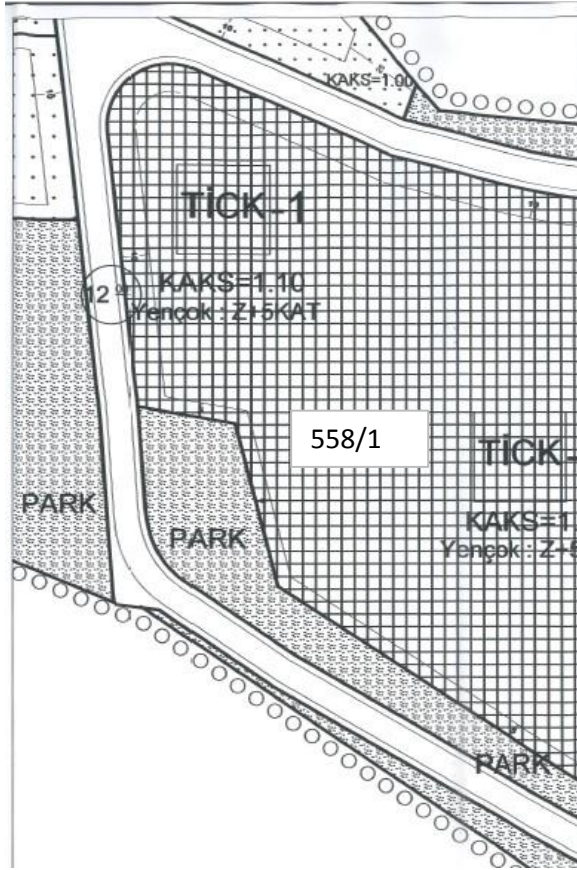 KAKS=1.00
TİCK-1
KAKS=1.10
Yençok : Z+5KAT
12
558/1
TİCK-
KAKS=1.
Yençok : Z+5
PARK
PARK
PARK